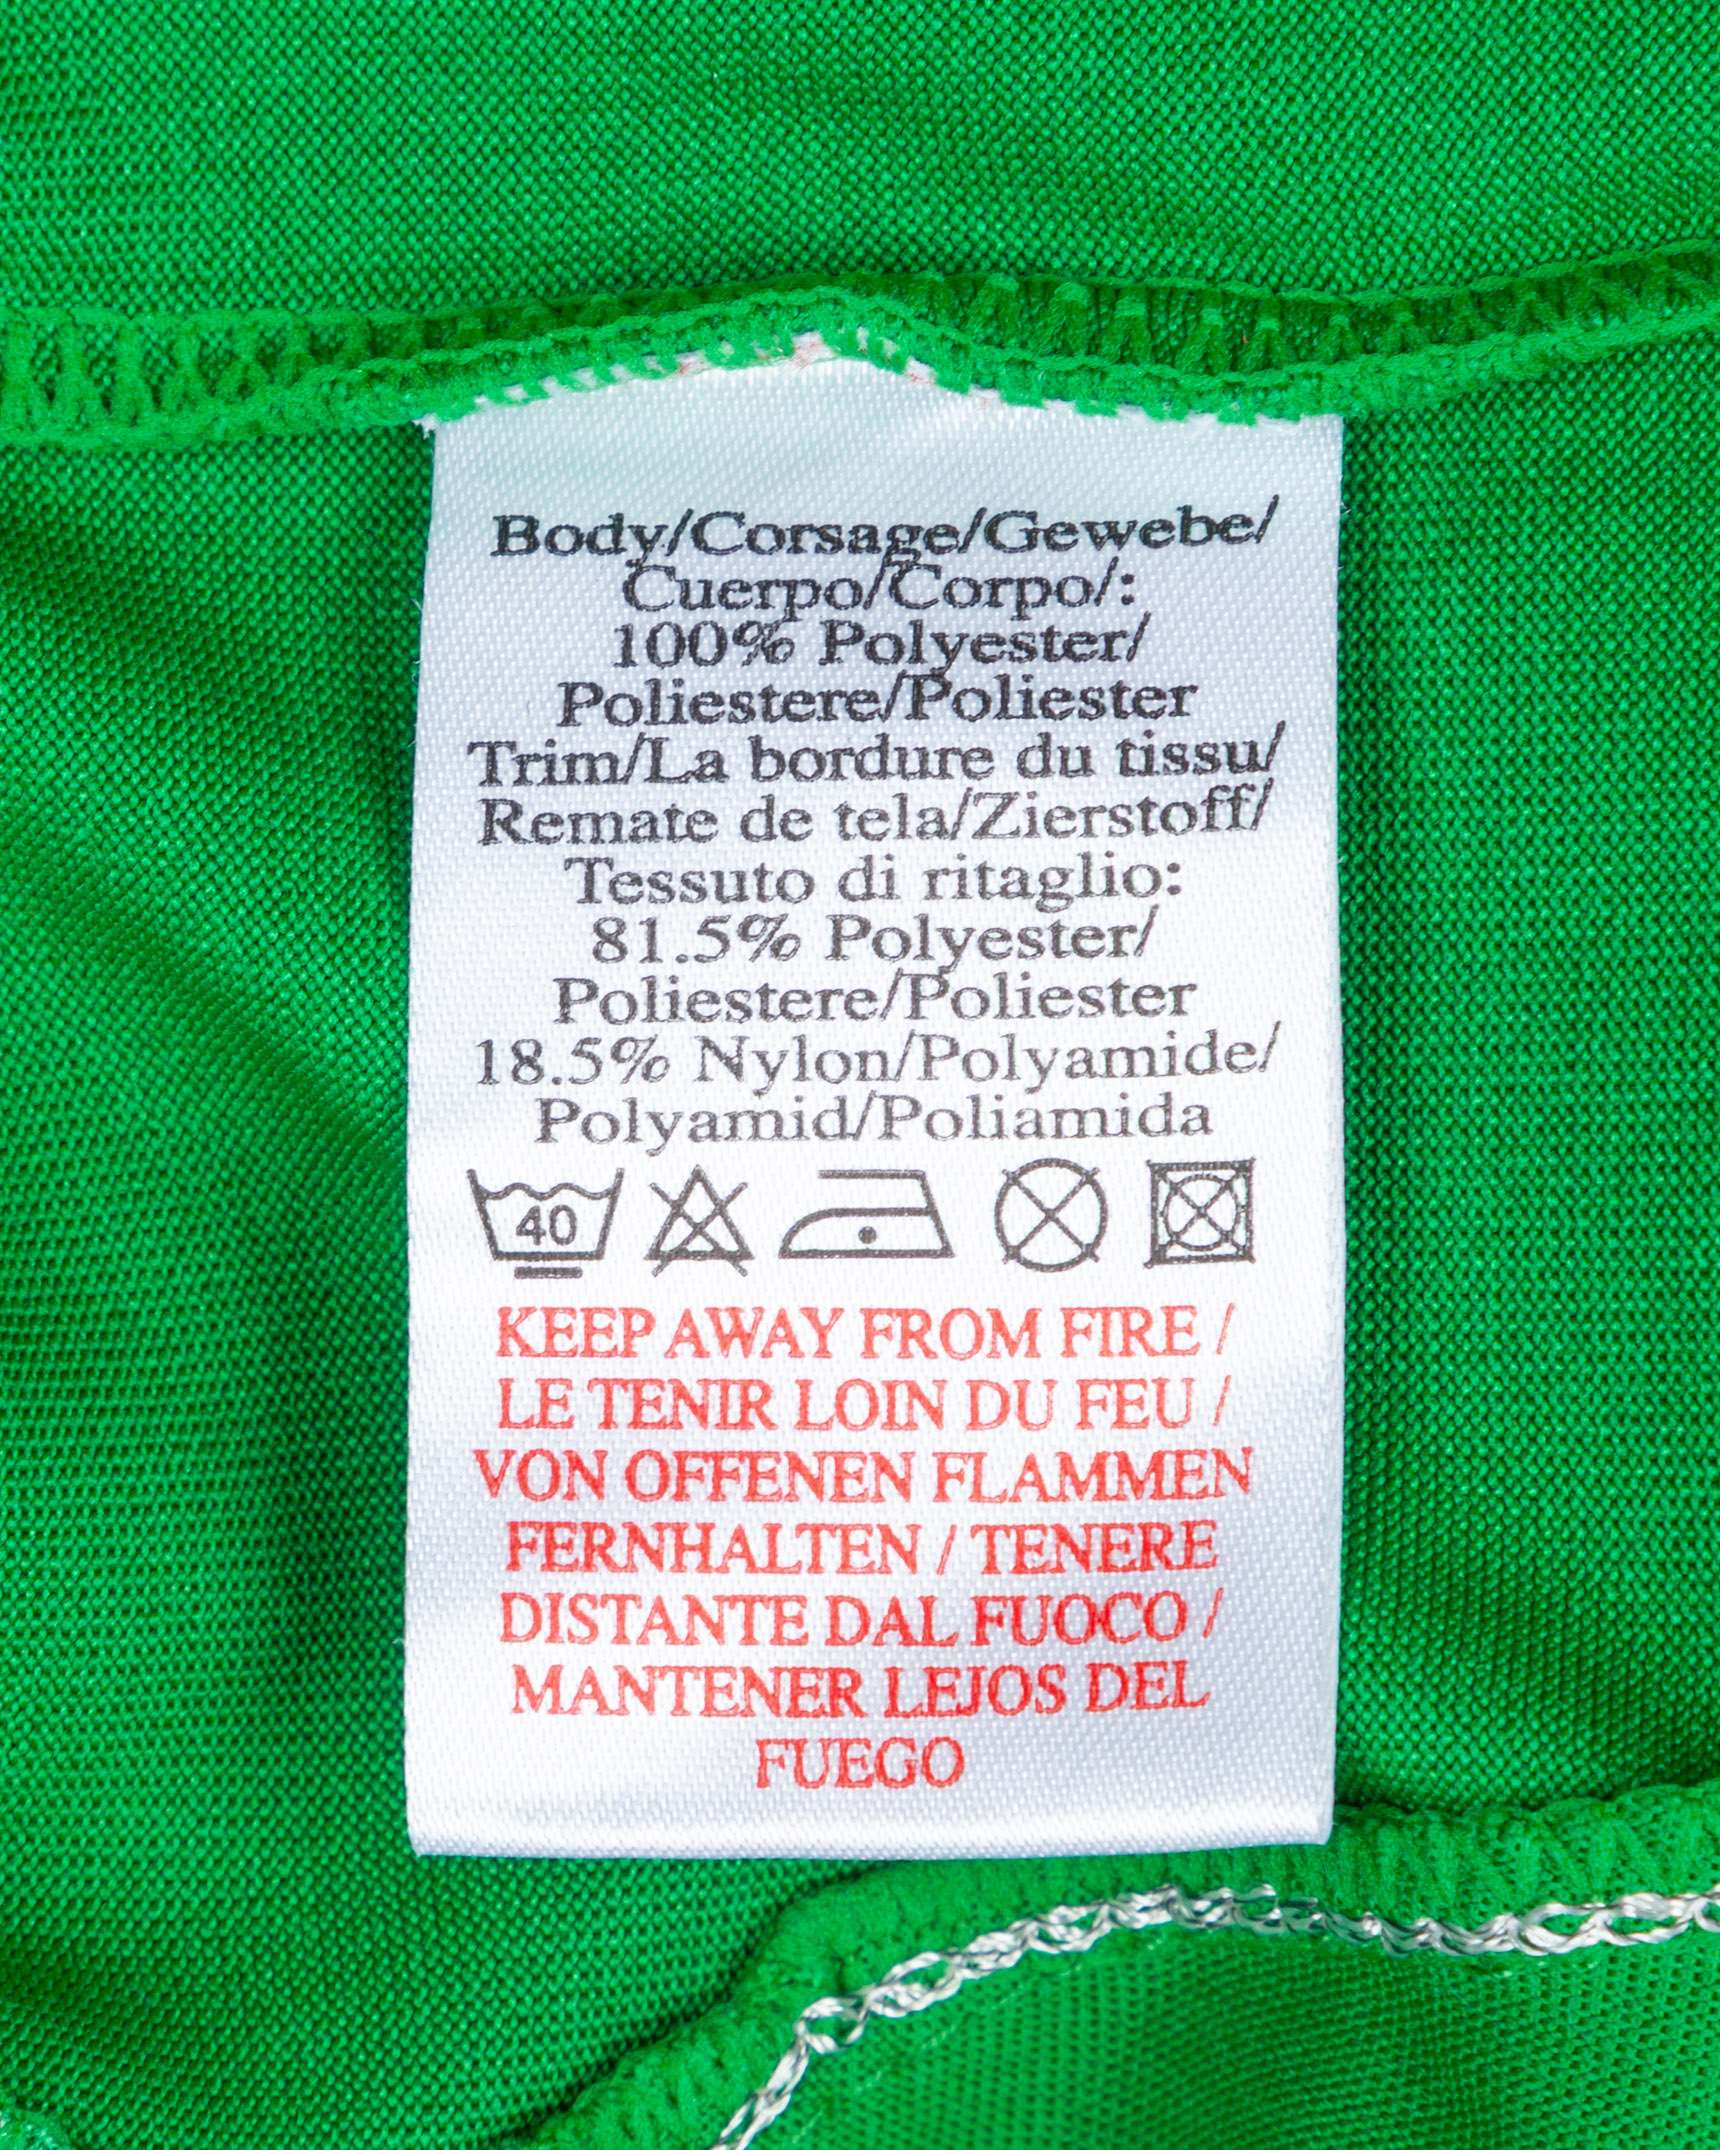 Body/Corsage/Gewebe/
Cuerpo/Corpo/:
100% Polyester/
Poliestere/Poliester
Trim/La bordure du tissu/
Remate de tela/Zierstoff/
Tessuto di ritaglio:
81.5% Polyester/
Poliestere/Poliester
18.5% Nylon/Polyamide/
Polyamid/Poliamida
40
KEEP AWAY FROM FIRE /
LE TENIR LOIN DU FEU /
VON OFFENEN FLAMMEN
FERNHALTEN / TENERE
DISTANTE DAL FUOCO /
MANTENER LEJOS DEL
FUEGO